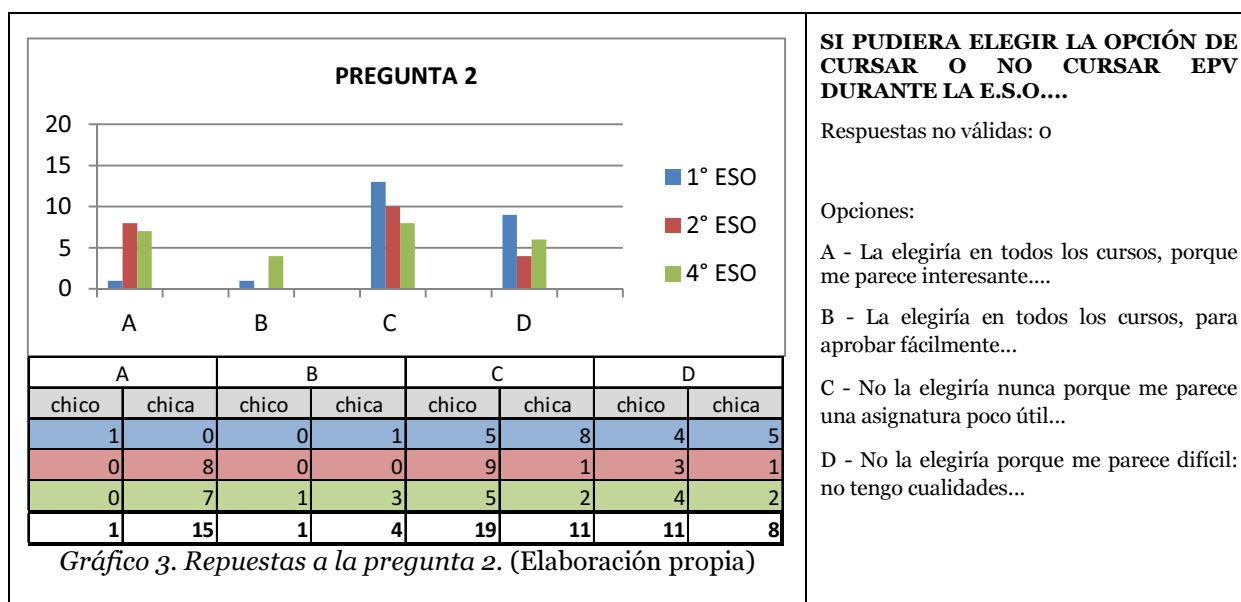 PREGUNTA 2
20
15
10
5
0
A B C D
1° ESO
2° ESO
4° ESO
A B C D
chico chica chico chica chico chica chico chica
1 0 0 1 5 8 4 5
0 8 0 0 9 1 3 1
0 7 1 3 5 2 4 2
1 15 1 4 19 11 11 8
Gráfico 3. Repuestas a la pregunta 2. (Elaboración propia)
SI PUDIERA ELEGIR LA OPCIÓN DE
CURSAR O NO CURSAR EPV
DURANTE LA E.S.O....
Respuestas no válidas: 0
Opciones:
A - La elegiría en todos los cursos, porque
me parece interesante....
B - La elegiría en todos los cursos, para
aprobar fácilmente...
C - No la elegiría nunca porque me parece
una asignatura poco útil...
D - No la elegiría porque me parece difícil:
no tengo cualidades...